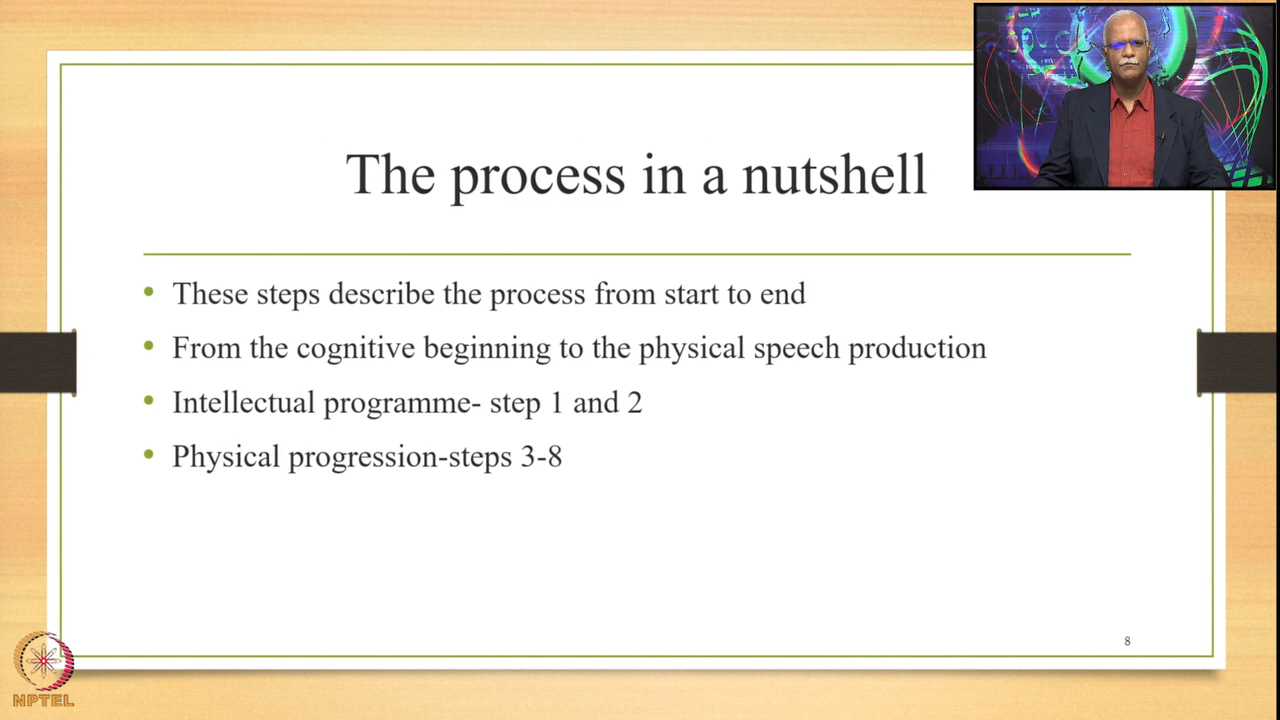 The process in a nutshell
• These steps describe the process from start to end
• From the cognitive beginning to the physical speech production
• Intellectual programme- step 1 and 2
• Physical progression-steps 3-8
8
NPTEL